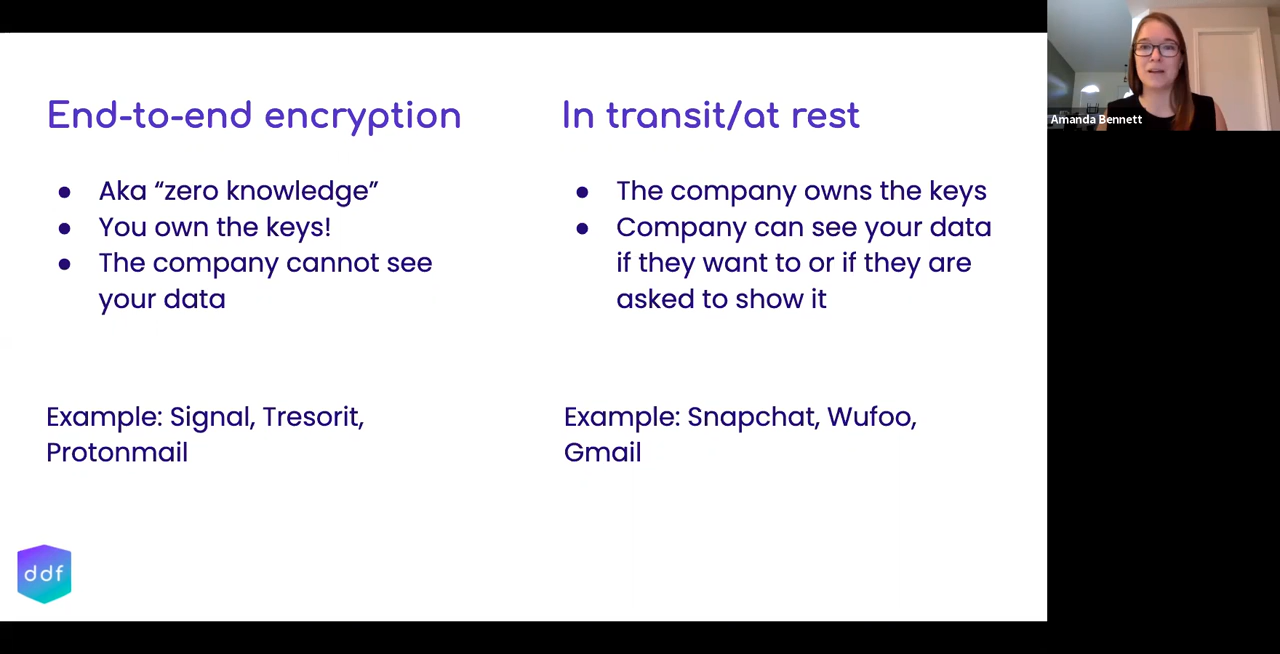 End-to-end encryption
● Aka “zero knowledge”
● You own the keys!
● The company cannot see
your data
Example: Signal, Tresorit,
Protonmail
In transit/at rest
● The company owns the keys
● Company can see your data
if they want to or if they are
asked to show it
Example: Snapchat, Wufoo,
Gmail
ddf
Amanda Bennett